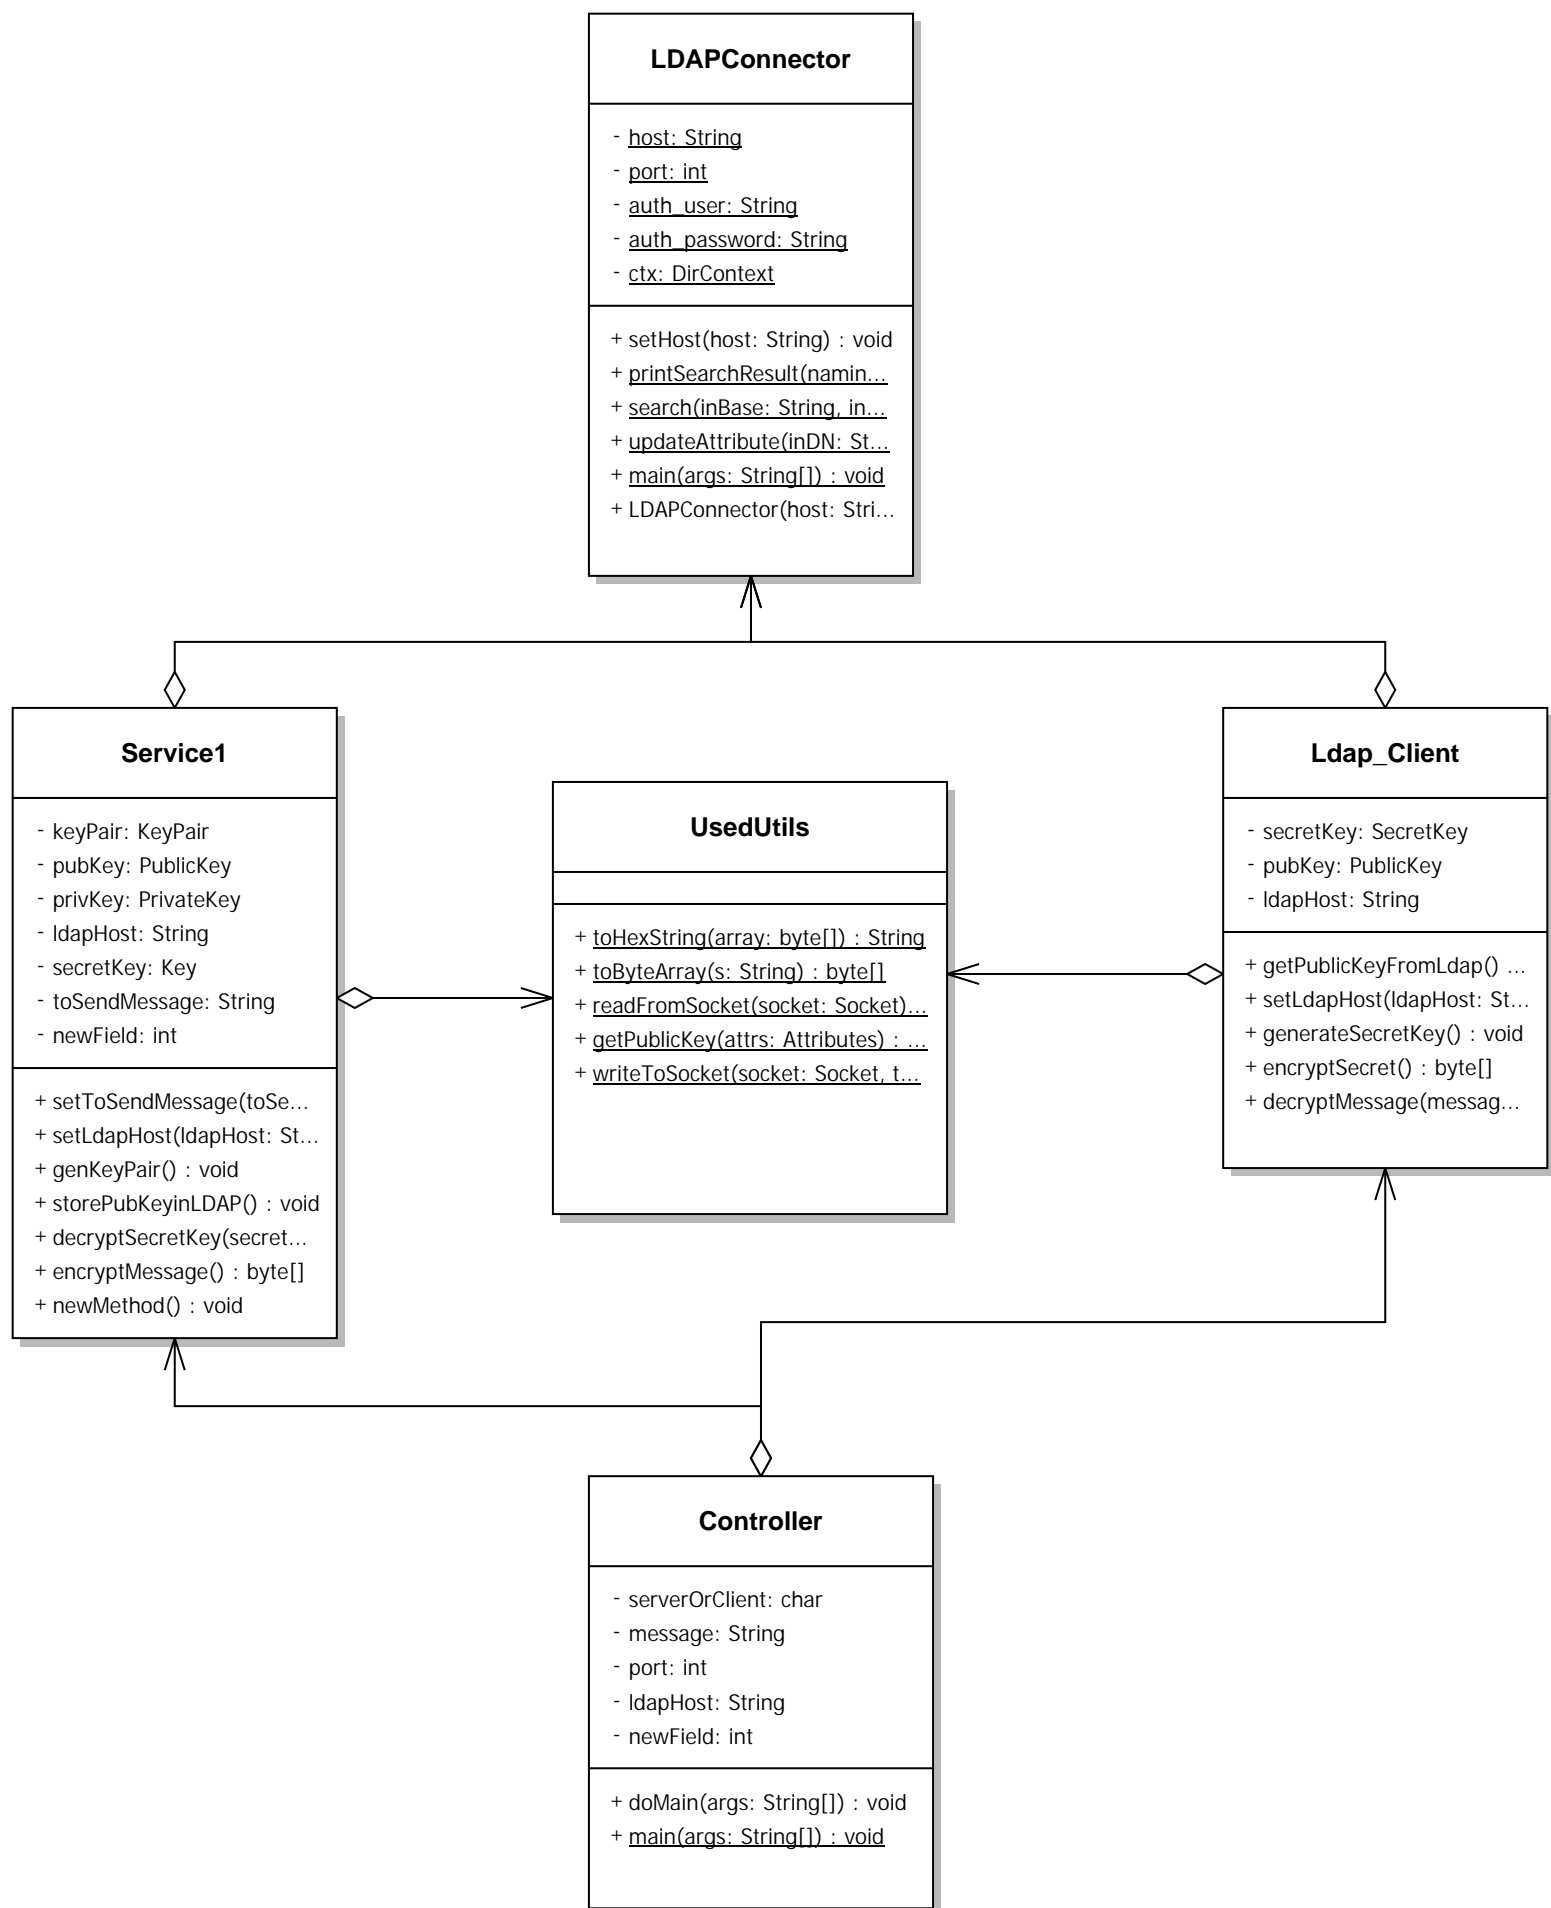 LDAPConnector
- host: String
- port: int
- auth_user: String
- auth_password: String
- ctx: DirContext
+ setHost(host: String) : void
+ printSearchResult(namin...
+ search(inBase: String, in...
+ updateAttribute(inDN: St...
+ main(args: String[]) : void
+ LDAPConnector(host: Stri...
Service1
- keyPair: KeyPair
- pubKey: PublicKey
- privKey: PrivateKey
- ldapHost: String
- secretKey: Key
- toSendMessage: String
- newField: int
+ setToSendMessage(toSe...
+ setLdapHost(ldapHost: St...
+ genKeyPair() : void
+ storePubKeyinLDAP() : void
+ decryptSecretKey(secret...
+ encryptMessage() : byte[]
+ newMethod() : void
UsedUtils
+ toHexString(array: byte[]) : String
+ toByteArray(s: String) : byte[]
+ readFromSocket(socket: Socket)...
+ getPublicKey(attrs: Attributes) : ...
+ writeToSocket(socket: Socket, t...
Ldap_Client
- secretKey: SecretKey
- pubKey: PublicKey
- ldapHost: String
+ getPublicKeyFromLdap() ...
+ setLdapHost(ldapHost: St...
+ generateSecretKey() : void
+ encryptSecret() : byte[]
+ decryptMessage(messag...
Controller
- serverOrClient: char
- message: String
- port: int
- ldapHost: String
- newField: int
+ doMain(args: String[]) : void
+ main(args: String[]) : void